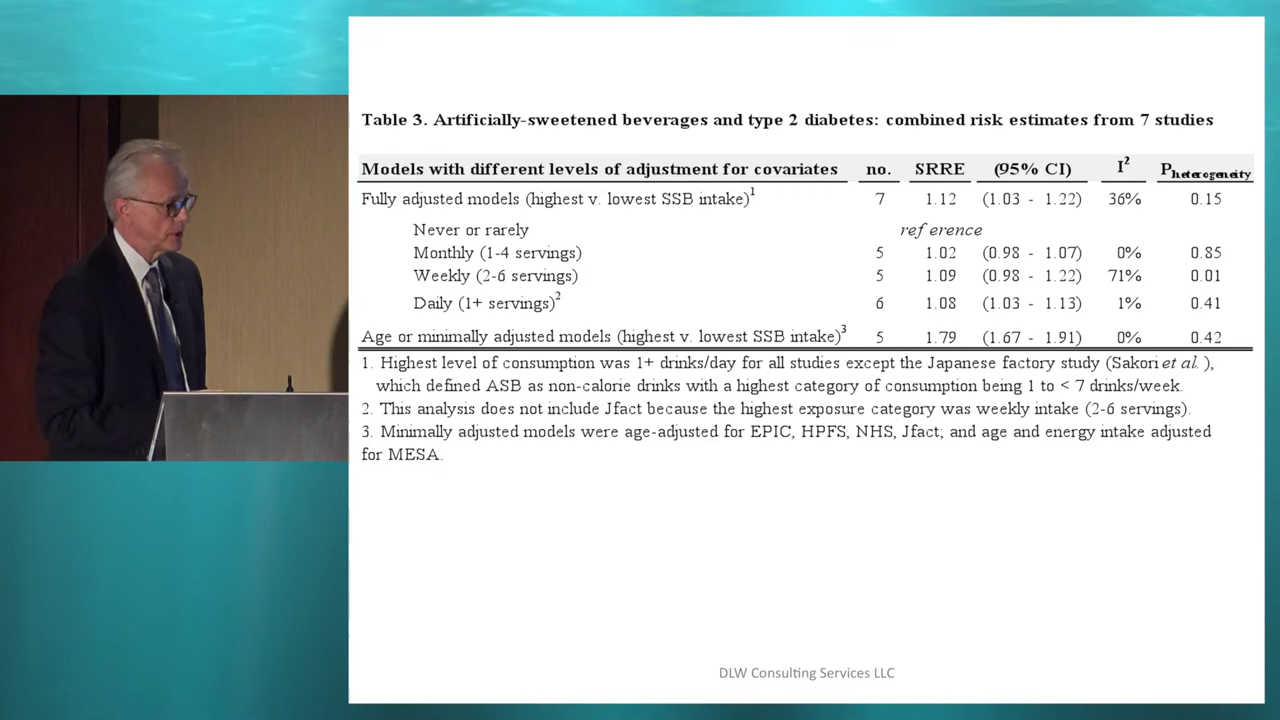 Table 3. Artificially-sweetened beverages and type 2 diabetes: combined risk estimates from 7 studies
Models with different levels of adjustment for covariates no. SRRE (95% CI) I² Pheterogeneity
Fully adjusted models (highest v. lowest SSB intake)¹ 7 1.12 (1.03 - 1.22) 36% 0.15
Never or rarely reference
Monthly (1-4 servings) 5 1.02 (0.98 - 1.07) 0% 0.85
Weekly (2-6 servings) 5 1.09 (0.98 - 1.22) 71% 0.01
Daily (1+ servings)² 6 1.08 (1.03 - 1.13) 1% 0.41
Age or minimally adjusted models (highest v. lowest SSB intake)³ 5 1.79 (1.67 - 1.91) 0% 0.42
1. Highest level of consumption was 1+ drinks/day for all studies except the Japanese factory study (Sakori et al. ),
which defined ASB as non-calorie drinks with a highest category of consumption being 1 to < 7 drinks/week.
2. This analysis does not include Jfact because the highest exposure category was weekly intake (2-6 servings).
3. Minimally adjusted models were age-adjusted for EPIC, HPFS, NHS, Jfact; and age and energy intake adjusted
for MESA.
DLW Consulting Services LLC